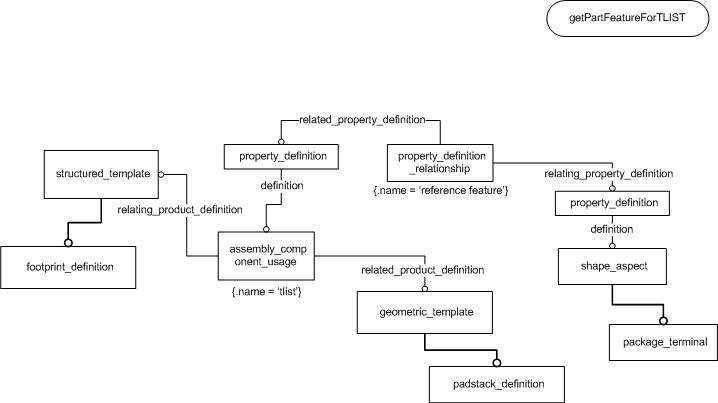 getPartFeatureForTLIST
related_property_definition
property_definition
property_definition
_relationship
structured_template
relating_property_definition
definition
{.name = ‘reference feature’}
property_definition
relating_product_definition
definition
assembly_comp
onent_usage
footprint_definition
shape_aspect
related_product_definition
{.name = ‘tlist’}
geometric_template
package_terminal
padstack_definition